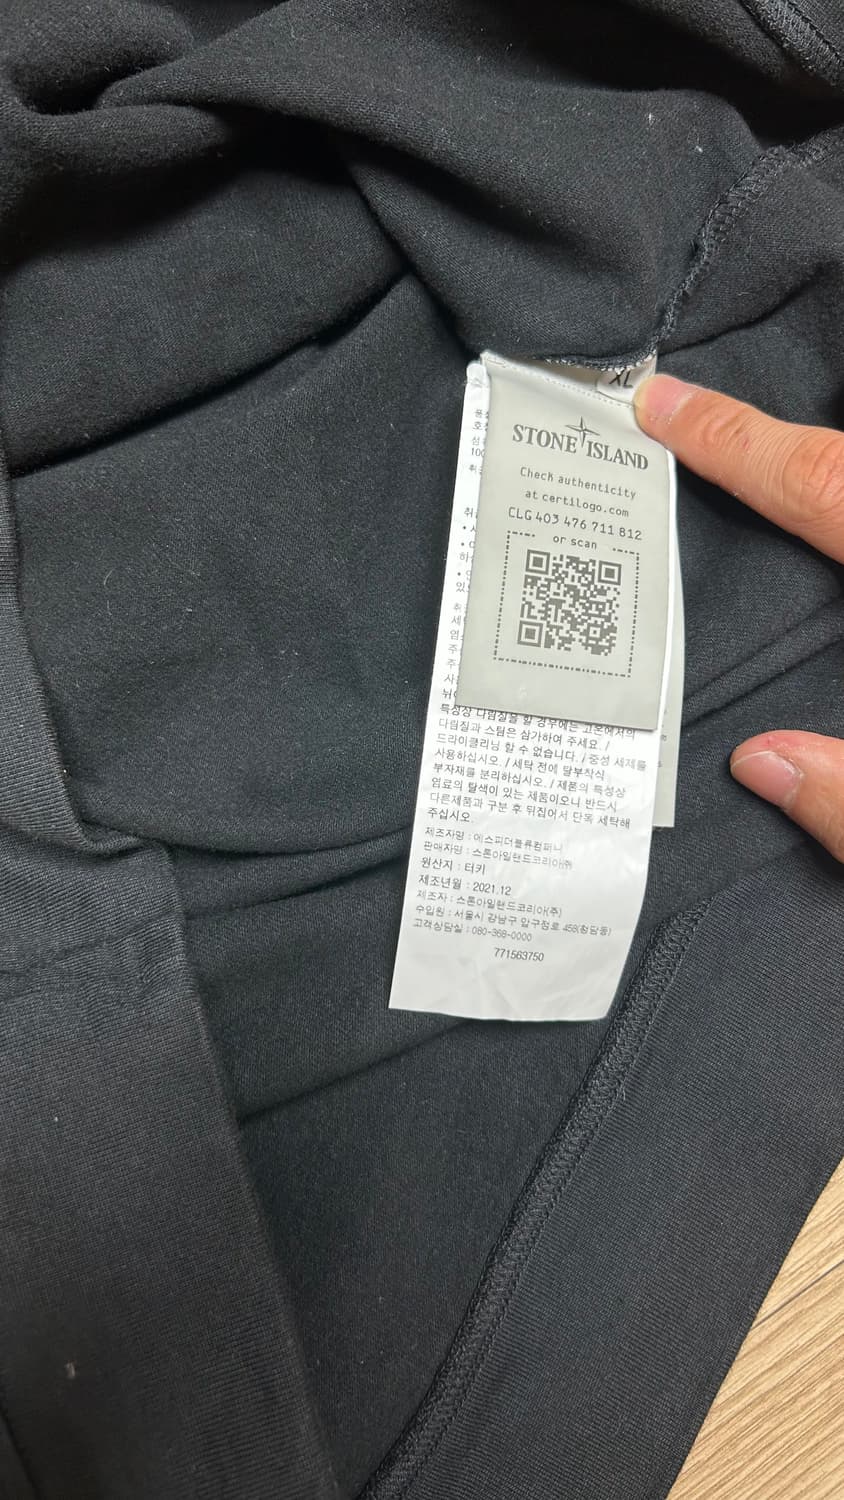 XL
STONE ISLAND
Check authenticity
at certilogo.com
CLG 403 476 711 812
or scan
특성상 다림질을 할 경우에는 고온에서의
다림질과 스팀은 삼가하여 주세요. /
드라이클리닝 할 수 없습니다. / 중성 세제를
사용하십시오. / 세탁 전에 탈부착식
부자재를 분리하십시오. / 제품의 특성상
염료의 탈색이 있는 제품이오니 반드시
다른제품과 구분 후 뒤집어서 단독 세탁해
주십시오.
제조자명 : 에스피더블류컴퍼니
판매자명 : 스톤아일랜드코리아㈜
원산지 : 터키
제조년월 : 2021.12
제조자 : 스톤아일랜드코리아(주)
수입원 : 서울시 강남구 압구정로 458(청담동)
고객상담실 : 080-368-0000
771563750